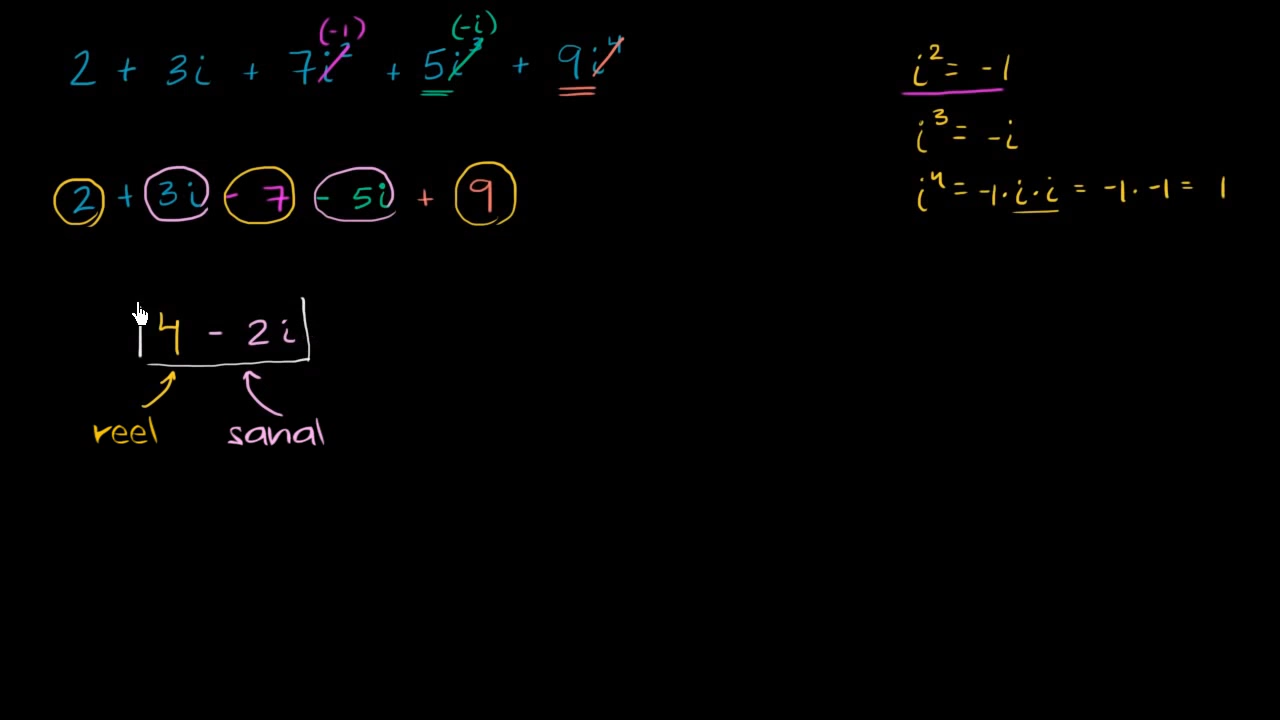 (-1) (-i)
2 + 3i + 7i² + 5i³ + 9i⁴
i² = -1
i³ = -i
i⁴ = -1·i·i = -1·-1 = 1
2 + 3i - 7 - 5i + 9
4 - 2i
reel sanal